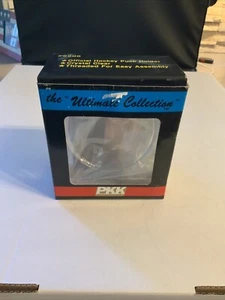 Official Hockey Puck Holder
Crystal Clear
Threaded For Easy Assembly
the "Ultimate Collection"
PKK